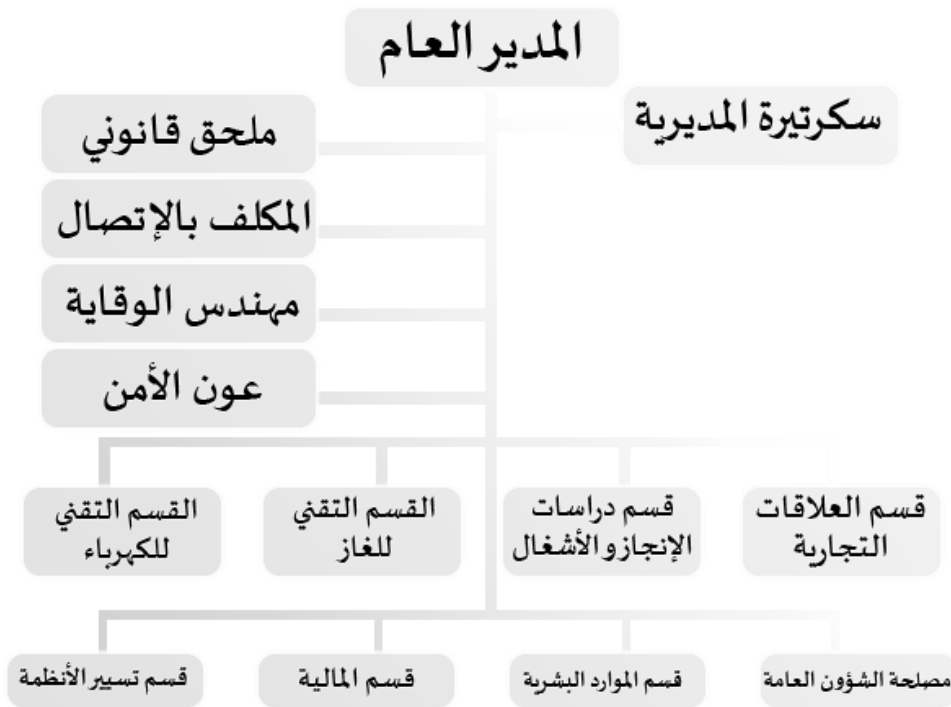 المدير العام
سكرتيرة المديرية
ملحق قانوني
المكلف بالإتصال
مهندس الوقاية
عون الأمن
قسم العلاقات
التجارية
قسم دراسات
الإنجاز و الأشغال
القسم التقني
للغاز
القسم التقني
للكهرباء
مصلحة الشؤون العامة
قسم الموارد البشرية
قسم المالية
قسم تسيير الأنظمة